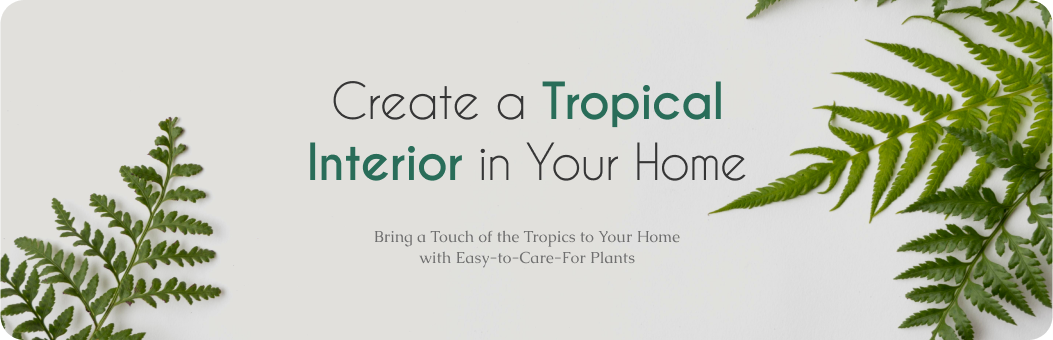 Create a Tropical
Interior in Your Home
Bring a Touch of the Tropics to Your Home
with Easy-to-Care-For Plants